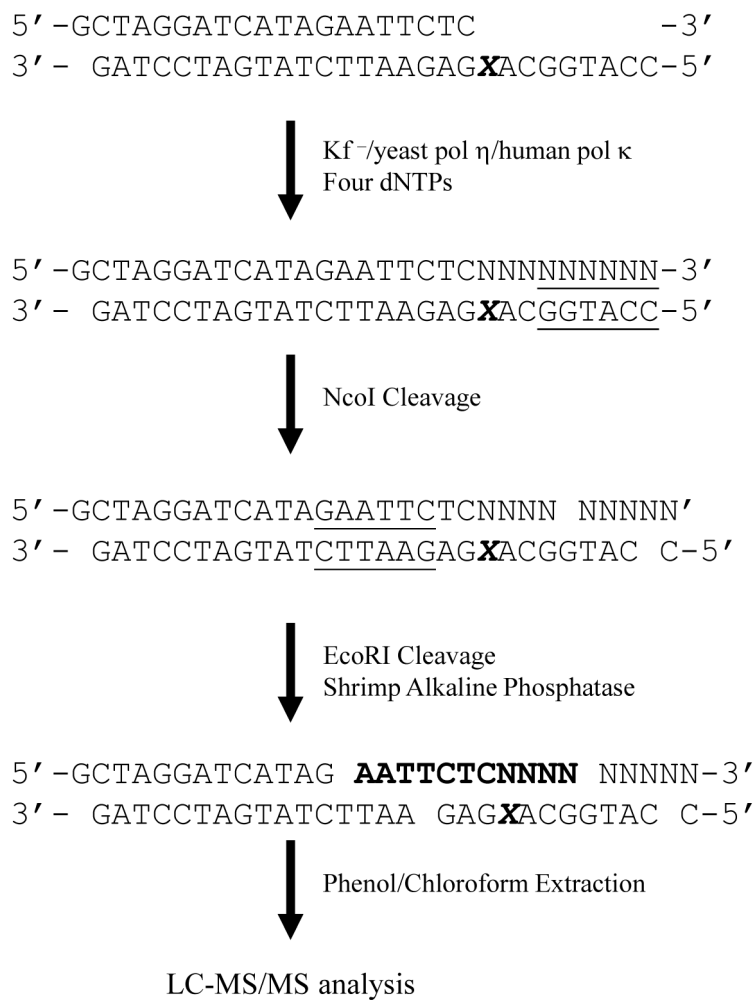 5′-GCTAGGATCATAGAATTCTC -3′
3′- GATCCTAGTATCTTAAGAGXACGGTACC-5′
Kf⁻/yeast pol η/human pol κ
Four dNTPs
5′-GCTAGGATCATAGAATTCTCNNNNNNNNN-3′
3′- GATCCTAGTATCTTAAGAGXACGGTACC-5′
NcoI Cleavage
5′-GCTAGGATCATAGAATTCTCNNNN NNNNN′
3′- GATCCTAGTATCTTAAGAGXACGGTAC C-5′
EcoRI Cleavage
Shrimp Alkaline Phosphatase
5′-GCTAGGATCATAG AATTCTCNNNN NNNNN-3′
3′- GATCCTAGTATCTTAA GAGXACGGTAC C-5′
Phenol/Chloroform Extraction
LC-MS/MS analysis